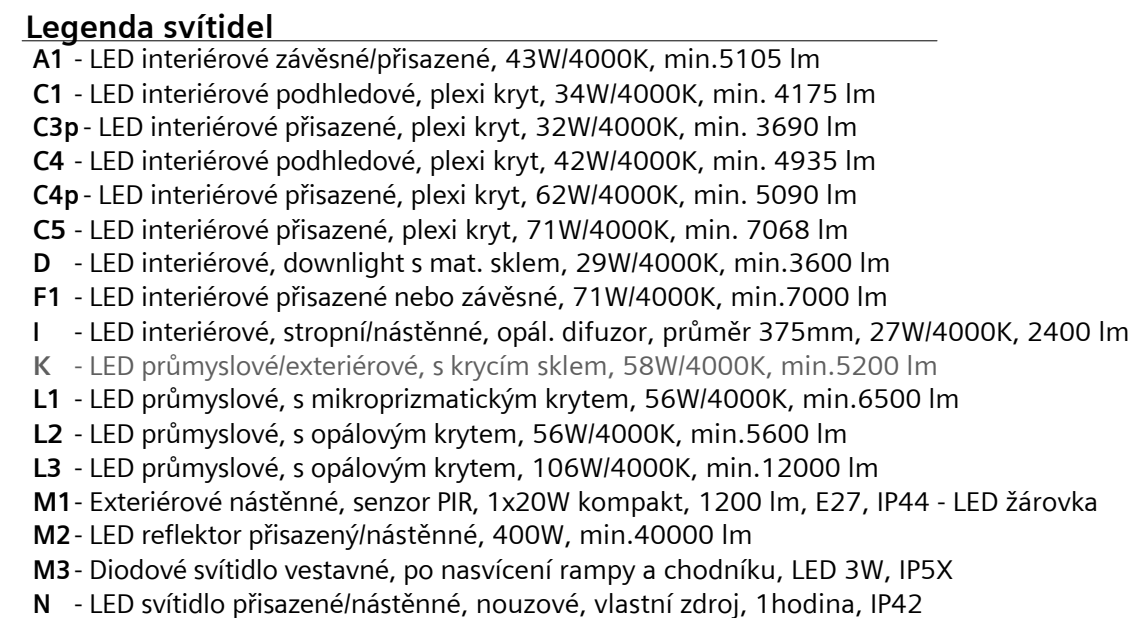 Legenda svítidel
A1 - LED interiérové závěsné/přisazené, 43W/4000K, min.5105 lm
C1 - LED interiérové podhledové, plexi kryt, 34W/4000K, min. 4175 lm
C3p - LED interiérové přisazené, plexi kryt, 32W/4000K, min. 3690 lm
C4 - LED interiérové podhledové, plexi kryt, 42W/4000K, min. 4935 lm
C4p - LED interiérové přisazené, plexi kryt, 62W/4000K, min. 5090 lm
C5 - LED interiérové přisazené, plexi kryt, 71W/4000K, min. 7068 lm
D - LED interiérové, downlight s mat. sklem, 29W/4000K, min.3600 lm
F1 - LED interiérové přisazené nebo závěsné, 71W/4000K, min.7000 lm
I - LED interiérové, stropní/nástěnné, opál. difuzor, průměr 375mm, 27W/4000K, 2400 lm
K - LED průmyslové/exteriérové, s krycím sklem, 58W/4000K, min.5200 lm
L1 - LED průmyslové, s mikroprizmatickým krytem, 56W/4000K, min.6500 lm
L2 - LED průmyslové, s opálovým krytem, 56W/4000K, min.5600 lm
L3 - LED průmyslové, s opálovým krytem, 106W/4000K, min.12000 lm
M1 - Exteriérové nástěnné, senzor PIR, 1x20W kompakt, 1200 lm, E27, IP44 - LED žárovka
M2 - LED reflektor přisazený/nástěnné, 400W, min.40000 lm
M3 - Diodové svítidlo vestavné, po nasvícení rampy a chodníku, LED 3W, IP5X
N - LED svítidlo přisazené/nástěnné, nouzové, vlastní zdroj, 1hodina, IP42